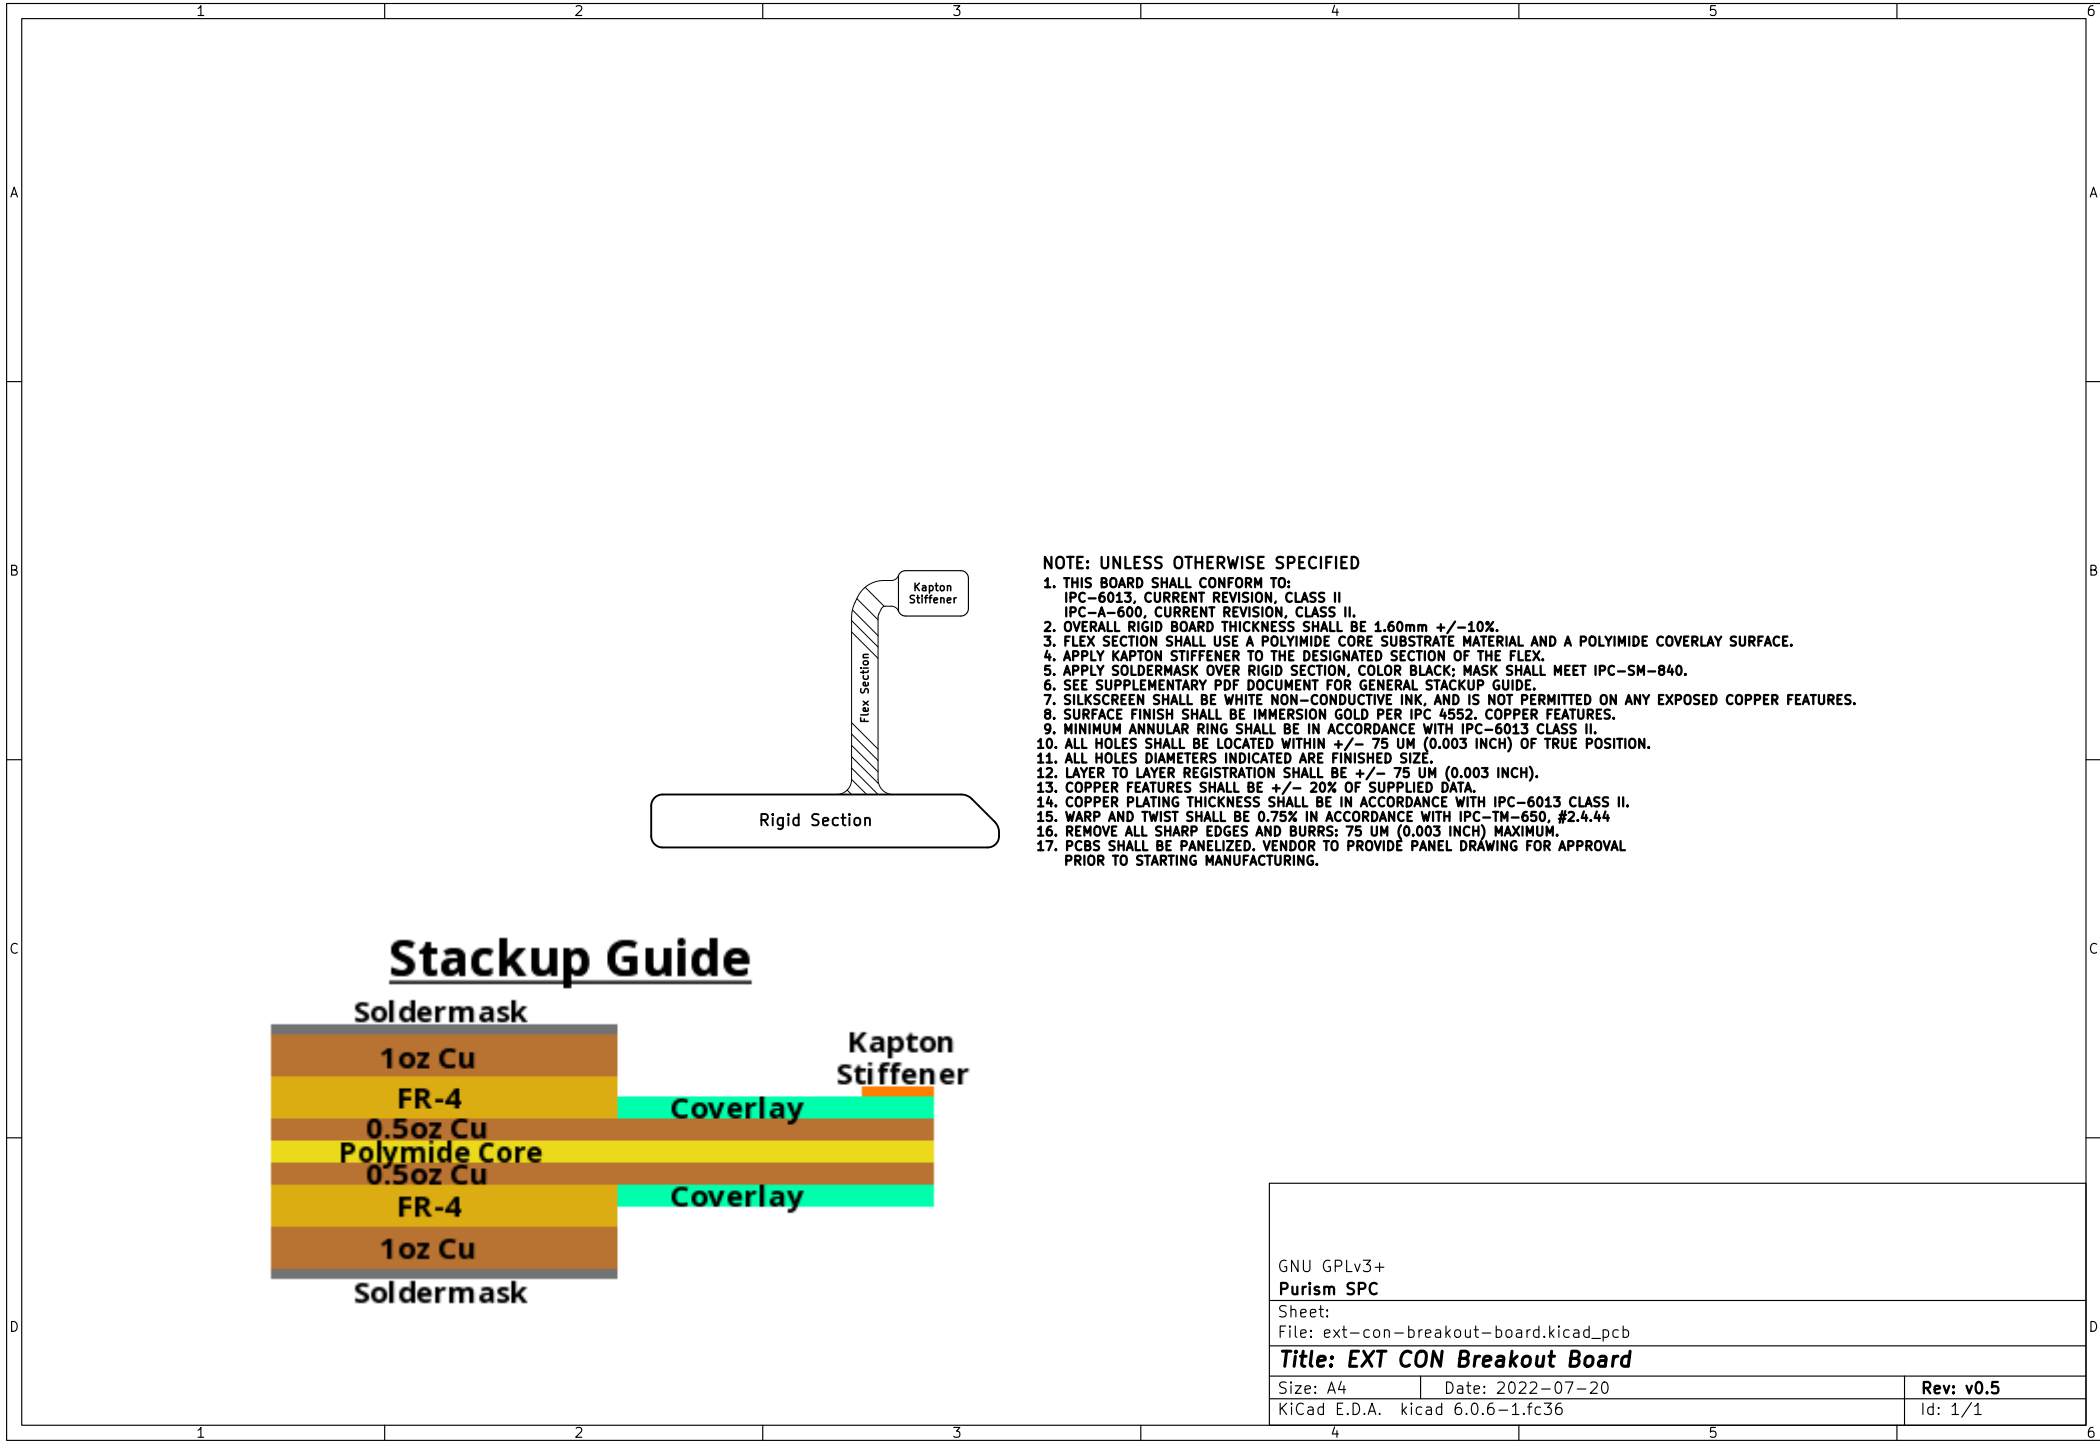 1 2 3 4 5 6
A A
B B
C C
D D
Kapton
Stiffener
Flex Section
Rigid Section
NOTE: UNLESS OTHERWISE SPECIFIED
1. THIS BOARD SHALL CONFORM TO:
IPC-6013, CURRENT REVISION, CLASS II
IPC-A-600, CURRENT REVISION, CLASS II.
2. OVERALL RIGID BOARD THICKNESS SHALL BE 1.60mm +/-10%.
3. FLEX SECTION SHALL USE A POLYIMIDE CORE SUBSTRATE MATERIAL AND A POLYIMIDE COVERLAY SURFACE.
4. APPLY KAPTON STIFFENER TO THE DESIGNATED SECTION OF THE FLEX.
5. APPLY SOLDERMASK OVER RIGID SECTION, COLOR BLACK; MASK SHALL MEET IPC-SM-840.
6. SEE SUPPLEMENTARY PDF DOCUMENT FOR GENERAL STACKUP GUIDE.
7. SILKSCREEN SHALL BE WHITE NON-CONDUCTIVE INK, AND IS NOT PERMITTED ON ANY EXPOSED COPPER FEATURES.
8. SURFACE FINISH SHALL BE IMMERSION GOLD PER IPC 4552. COPPER FEATURES.
9. MINIMUM ANNULAR RING SHALL BE IN ACCORDANCE WITH IPC-6013 CLASS II.
10. ALL HOLES SHALL BE LOCATED WITHIN +/- 75 UM (0.003 INCH) OF TRUE POSITION.
11. ALL HOLES DIAMETERS INDICATED ARE FINISHED SIZE.
12. LAYER TO LAYER REGISTRATION SHALL BE +/- 75 UM (0.003 INCH).
13. COPPER FEATURES SHALL BE +/- 20% OF SUPPLIED DATA.
14. COPPER PLATING THICKNESS SHALL BE IN ACCORDANCE WITH IPC-6013 CLASS II.
15. WARP AND TWIST SHALL BE 0.75% IN ACCORDANCE WITH IPC-TM-650, #2.4.44
16. REMOVE ALL SHARP EDGES AND BURRS: 75 UM (0.003 INCH) MAXIMUM.
17. PCBS SHALL BE PANELIZED. VENDOR TO PROVIDE PANEL DRAWING FOR APPROVAL
PRIOR TO STARTING MANUFACTURING.
Stackup Guide
Soldermask
1oz Cu
FR-4
0.5oz Cu
Polymide Core
0.5oz Cu
FR-4
1oz Cu
Soldermask
Kapton
Stiffener
Coverlay
Coverlay
GNU GPLv3+
Purism SPC
Sheet:
File: ext-con-breakout-board.kicad_pcb
Title: EXT CON Breakout Board
Size: A4 Date: 2022-07-20 Rev: v0.5
KiCad E.D.A. kicad 6.0.6-1.fc36 Id: 1/1
1 2 3 4 5 6